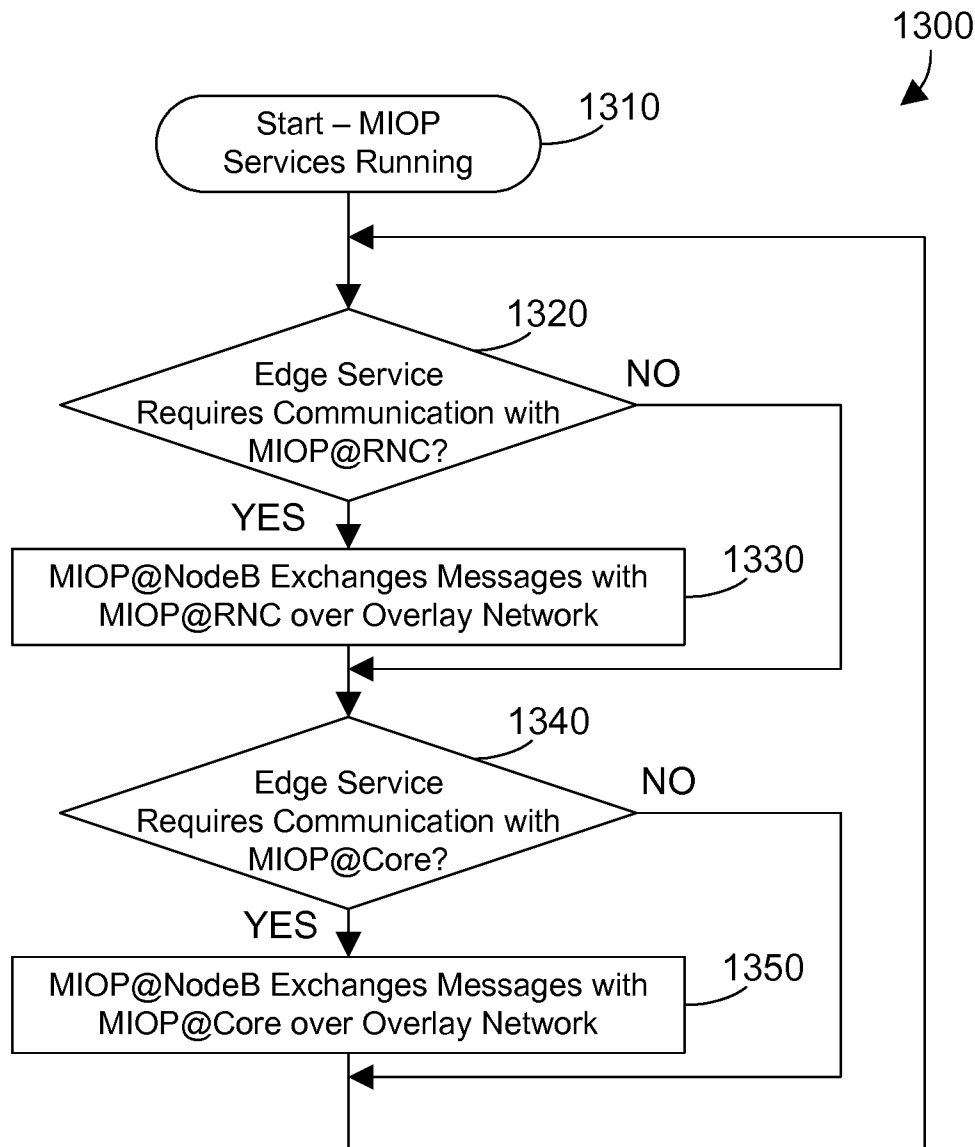 1300
Start – MIOP
Services Running
1310
1320
Edge Service
Requires Communication with
MIOP@RNC?
NO
YES
MIOP@NodeB Exchanges Messages with
MIOP@RNC over Overlay Network
1330
1340
Edge Service
Requires Communication with
MIOP@Core?
NO
YES
MIOP@NodeB Exchanges Messages with
MIOP@Core over Overlay Network
1350